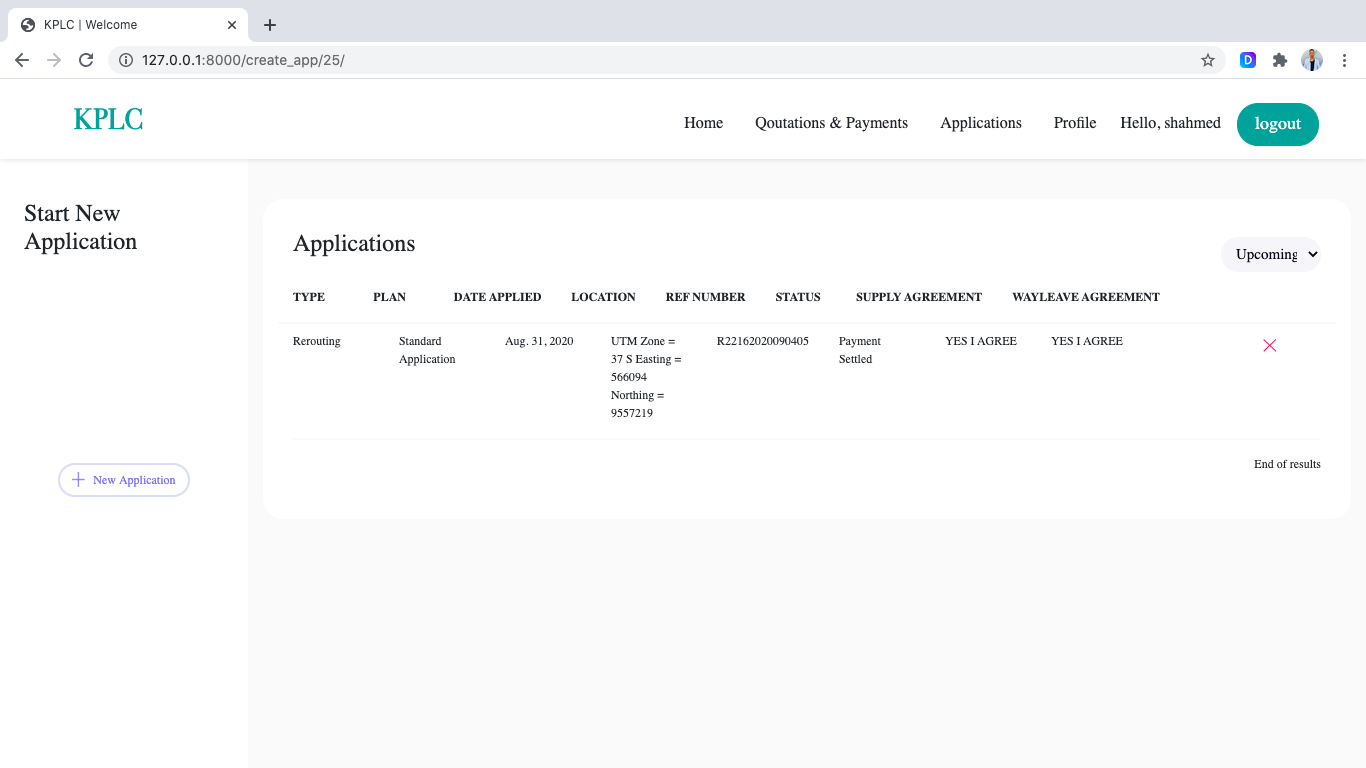 KPLC | Welcome
127.0.0.1:8000/create_app/25/
D
KPLC
Home
Qoutations & Payments
Applications
Profile
Hello, shahmed
logout
Start New
Application
New Application
Applications
Upcoming
TYPE PLAN DATE APPLIED LOCATION REF NUMBER STATUS SUPPLY AGREEMENT WAYLEAVE AGREEMENT
Rerouting
Standard
Application
Aug. 31, 2020
UTM Zone =
37 S Easting =
566094
Northing =
9557219
R22162020090405
Payment
Settled
YES I AGREE
YES I AGREE
End of results